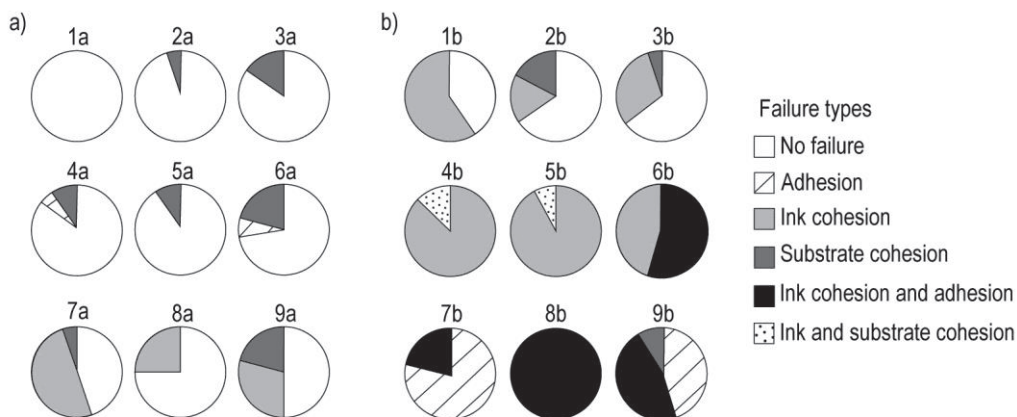 a)
1a 2a 3a
4a 5a 6a
7a 8a 9a
b)
1b 2b 3b
4b 5b 6b
7b 8b 9b
Failure types
No failure
Adhesion
Ink cohesion
Substrate cohesion
Ink cohesion and adhesion
Ink and substrate cohesion